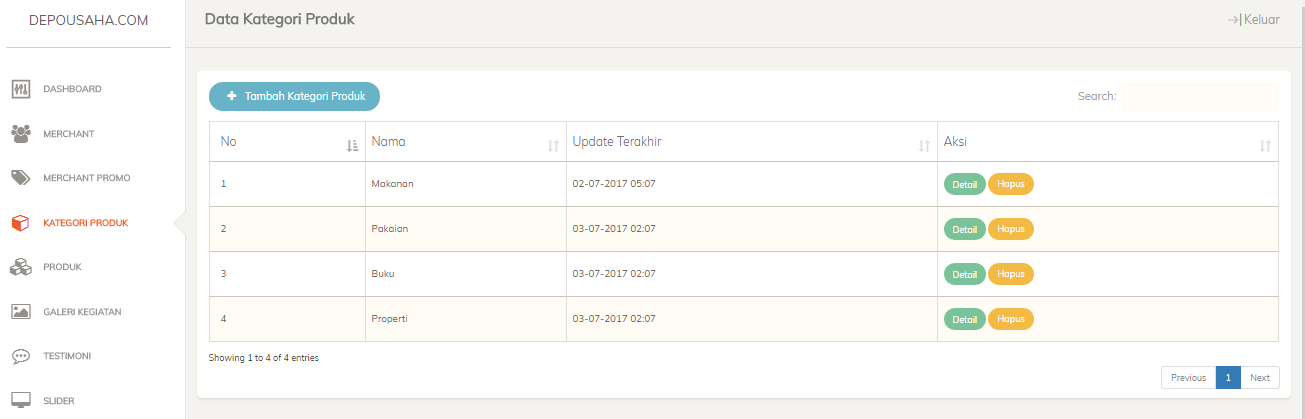 DEPOUSAHA.COM
Data Kategori Produk
Keluar
DASHBOARD
MERCHANT
MERCHANT PROMO
KATEGORI PRODUK
PRODUK
GALERI KEGIATAN
TESTIMONI
SLIDER
+ Tambah Kategori Produk
Search:
No Nama Update Terakhir Aksi
1 Makanan 02-07-2017 05:07 Detail Hapus
2 Pakaian 03-07-2017 02:07 Detail Hapus
3 Buku 03-07-2017 02:07 Detail Hapus
4 Properti 03-07-2017 02:07 Detail Hapus
Showing 1 to 4 of 4 entries
Previous 1 Next